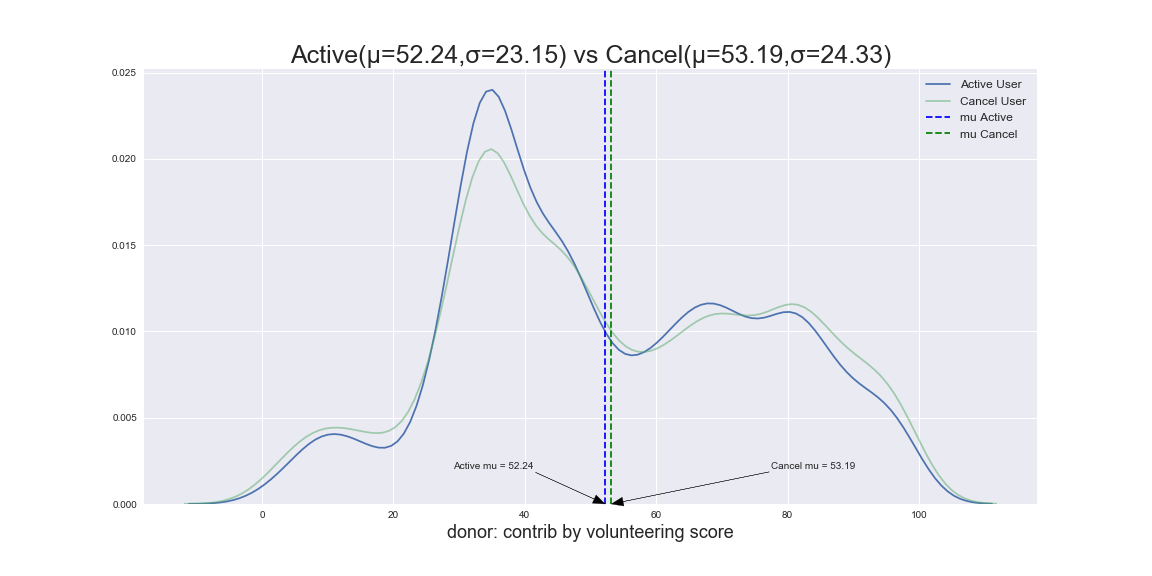 Active(μ=52.24,σ=23.15) vs Cancel(μ=53.19,σ=24.33)
0.025
0.020
0.015
0.010
0.005
0.000
Active User
Cancel User
mu Active
mu Cancel
Active mu = 52.24
Cancel mu = 53.19
0 20 40 60 80 100
donor: contrib by volunteering score